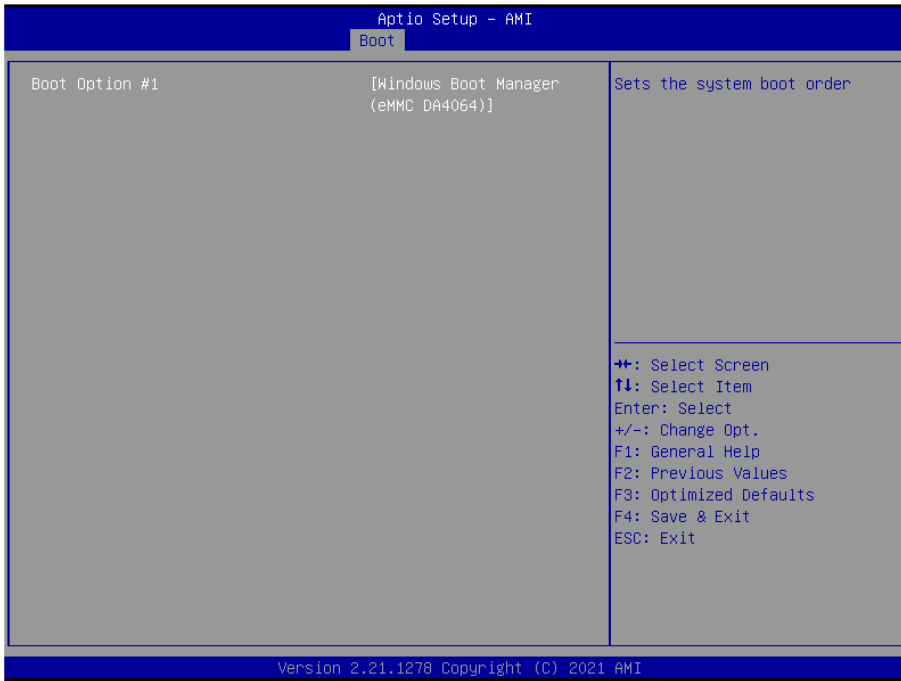 Aptio Setup – AMI
Boot
Boot Option #1
[Windows Boot Manager
(eMMC DA4064)]
Sets the system boot order
→←: Select Screen
↑↓: Select Item
Enter: Select
+/-: Change Opt.
F1: General Help
F2: Previous Values
F3: Optimized Defaults
F4: Save & Exit
ESC: Exit
Version 2.21.1278 Copyright (C) 2021 AMI